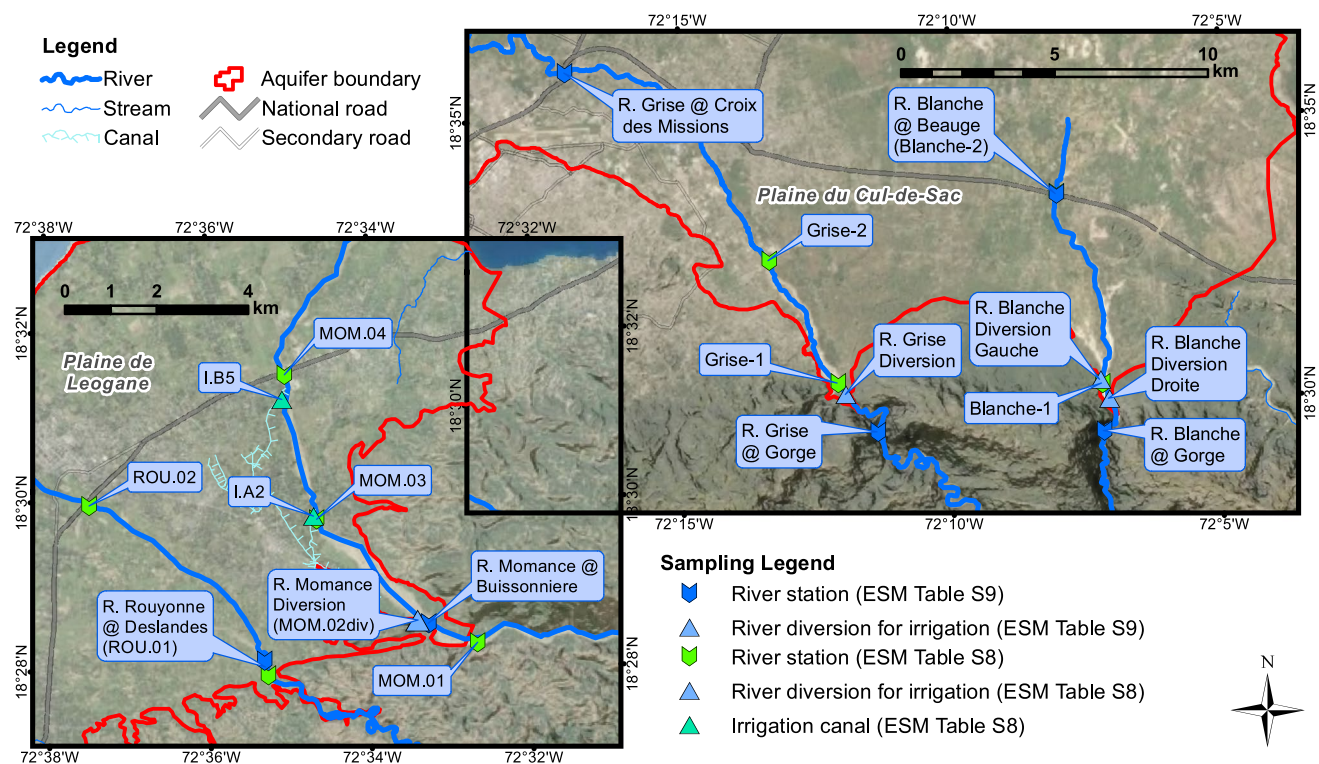 Legend
River
Stream
Canal
Aquifer boundary
National road
Secondary road
72°15'W
72°10'W
72°5'W
0
5
10
km
18°35'N
18°35'N
R. Grise @ Croix
des Missions
R. Blanche
@ Beauge
(Blanche-2)
Plaine du Cul-de-Sac
Grise-2
R. Blanche
Diversion
Gauche
R. Grise
Diversion
R. Blanche
Diversion
Droite
Grise-1
Blanche-1
R. Grise
@ Gorge
R. Blanche
@ Gorge
18°30'N
18°30'N
72°15'W
72°10'W
72°5'W
72°38'W
72°36'W
72°34'W
72°32'W
0
1
2
4
km
18°32'N
18°32'N
MOM.04
Plaine de
Leogane
I.B5
ROU.02
I.A2
MOM.03
18°30'N
18°30'N
R. Momance @
Buissonniere
R. Momance
Diversion
(MOM.02div)
R. Rouyonne
@ Deslandes
(ROU.01)
MOM.01
18°28'N
18°28'N
72°38'W
72°36'W
72°34'W
72°32'W
Sampling Legend
River station (ESM Table S9)
River diversion for irrigation (ESM Table S9)
River station (ESM Table S8)
River diversion for irrigation (ESM Table S8)
Irrigation canal (ESM Table S8)
N